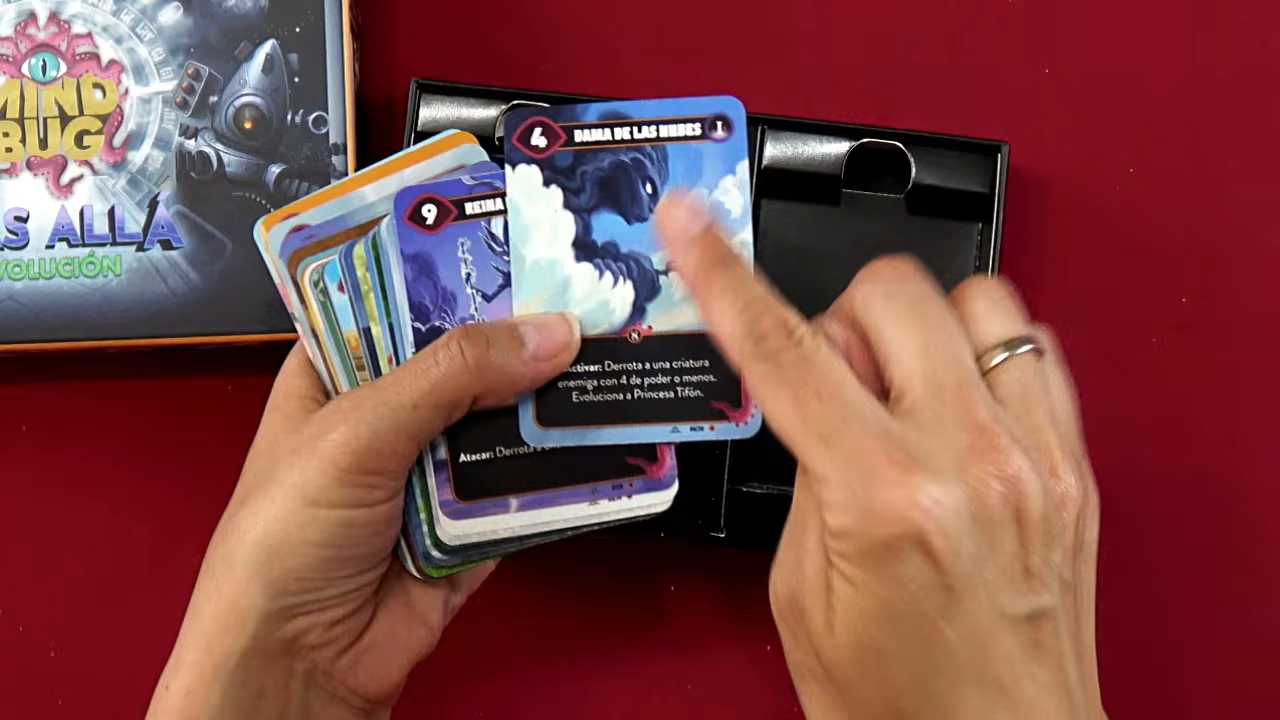 MIND
BUG
S ALLÁ
VOLUCIÓN
4
DAMA DE LAS NUBES
I
9
REINA
ctivar: Derrota a una criatura
enemiga con 4 de poder o menos.
Evoluciona a Princesa Tifón.
Atacar: Derrota a